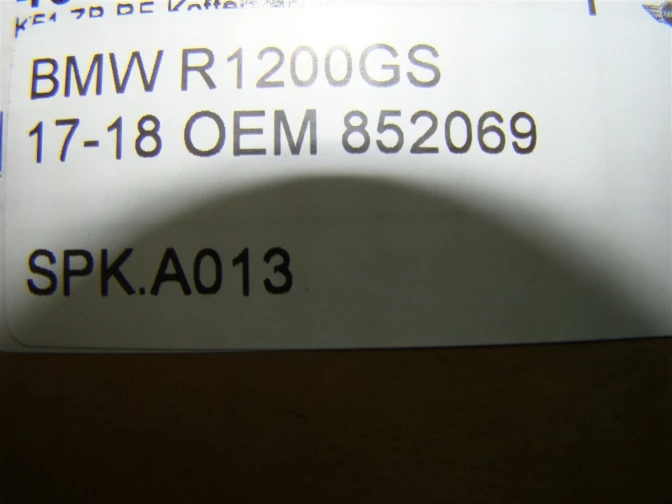 BMW R1200GS
17-18 OEM 852069
SPK.A013